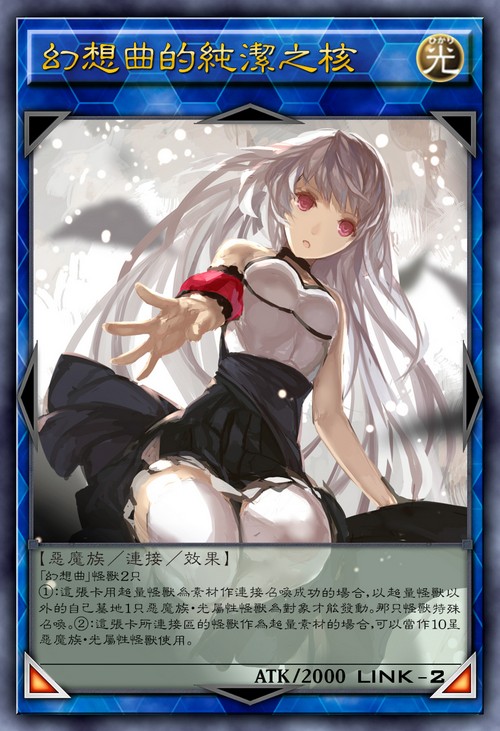 幻想曲的純潔之核
ひかり
光
【惡魔族／連接／效果】
「幻想曲」怪獸2只
①:這張卡用超量怪獸為素材作連接召喚成功的場合,以超量怪獸以
外的自己墓地1只惡魔族・光屬性怪獸為對象才能發動。那只怪獸特殊
召喚。②:這張卡所連接區的怪獸作為超量素材的場合,可以當作10星
惡魔族・光屬性怪獸使用。
ATK/2000 LINK-2